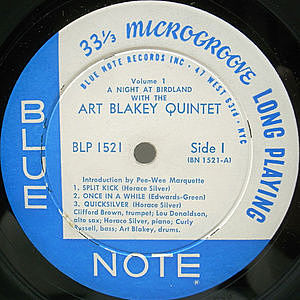 33⅓ MICROGROOVE LONG PLAYING
BLUE NOTE RECORDS INC · 47 WEST 63rd · NYC
Volume 1
A NIGHT AT BIRDLAND
WITH THE
ART BLAKEY QUINTET
BLP 1521
Side 1
(BN 1521-A)
Introduction by Pee-Wee Marquette
1. SPLIT KICK (Horace Silver)
2. ONCE IN A WHILE (Edwards-Green)
3. QUICKSILVER (Horace Silver)
Clifford Brown, trumpet; Lou Donaldson,
alto sax; Horace Silver, piano; Curly
Russell, bass; Art Blakey, drums.
BLUE
NOTE